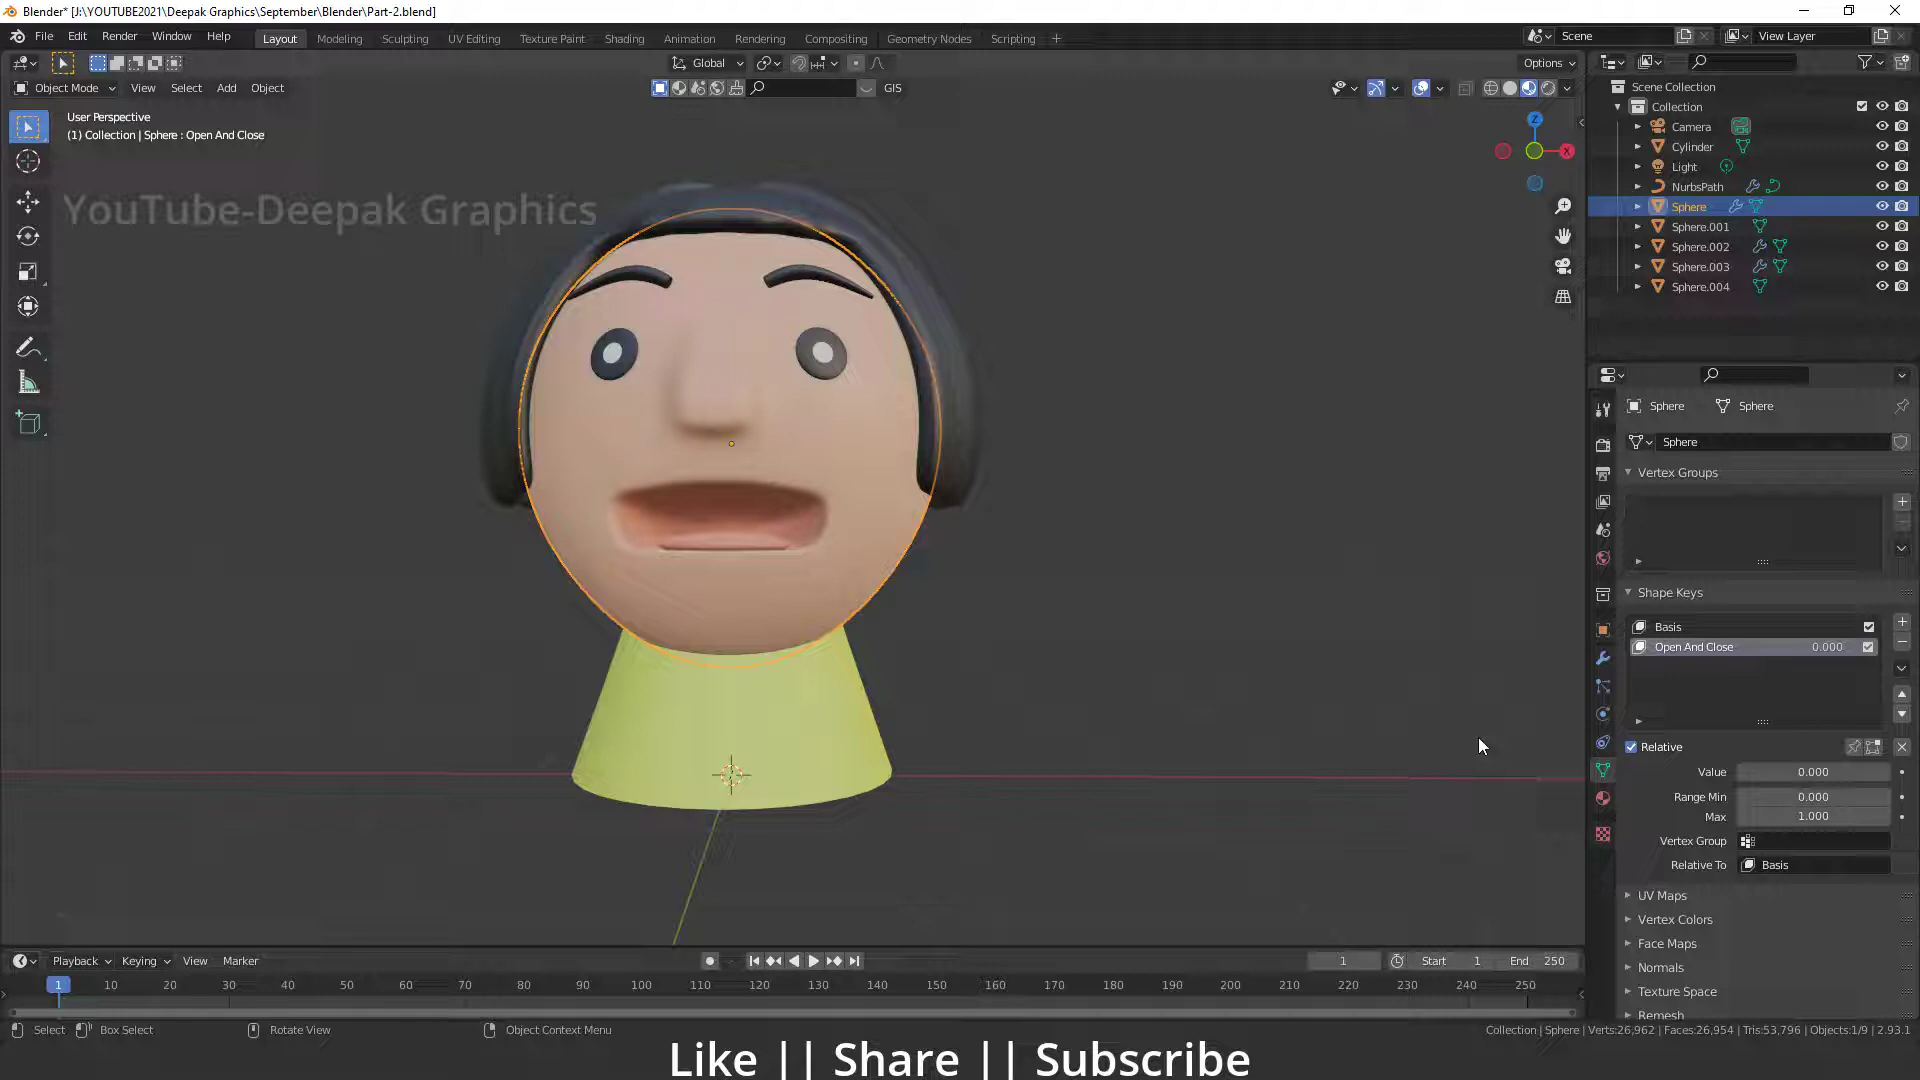 Blender* [J:\YOUTUBE2021\Deepak Graphics\September\Blender\Part-2.blend]
File Edit Render Window Help Layout Modeling Sculpting UV Editing Texture Paint Shading Animation Rendering Compositing Geometry Nodes Scripting + Scene View Layer
Global Options
Object Mode View Select Add Object GIS
User Perspective
(1) Collection | Sphere : Open And Close
YouTube-Deepak Graphics
Z
X
Scene Collection
Collection
Camera
Cylinder
Light
NurbsPath
Sphere
Sphere.001
Sphere.002
Sphere.003
Sphere.004
Sphere Sphere
Sphere
Vertex Groups
Shape Keys
Basis
Open And Close 0.000
Relative
Value 0.000
Range Min 0.000
Max 1.000
Vertex Group
Relative To Basis
UV Maps
Vertex Colors
Face Maps
Normals
Texture Space
Remesh
Playback Keying View Marker 1 Start 1 End 250
1 10 20 30 40 50 60 70 80 90 100 110 120 130 140 150 160 170 180 190 200 210 220 230 240 250
Select Box Select Rotate View Object Context Menu Collection | Sphere | Verts:26,962 | Faces:26,954 | Tris:53,796 | Objects:1/9 | 2.93.1
Like || Share || Subscribe